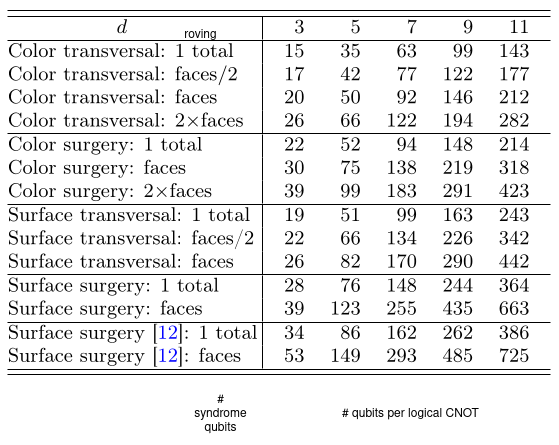 d 3 5 7 9 11
roving
Color transversal: 1 total 15 35 63 99 143
Color transversal: faces/2 17 42 77 122 177
Color transversal: faces 20 50 92 146 212
Color transversal: 2×faces 26 66 122 194 282
Color surgery: 1 total 22 52 94 148 214
Color surgery: faces 30 75 138 219 318
Color surgery: 2×faces 39 99 183 291 423
Surface transversal: 1 total 19 51 99 163 243
Surface transversal: faces/2 22 66 134 226 342
Surface transversal: faces 26 82 170 290 442
Surface surgery: 1 total 28 76 148 244 364
Surface surgery: faces 39 123 255 435 663
Surface surgery [12]: 1 total 34 86 162 262 386
Surface surgery [12]: faces 53 149 293 485 725
#
syndrome
qubits
# qubits per logical CNOT